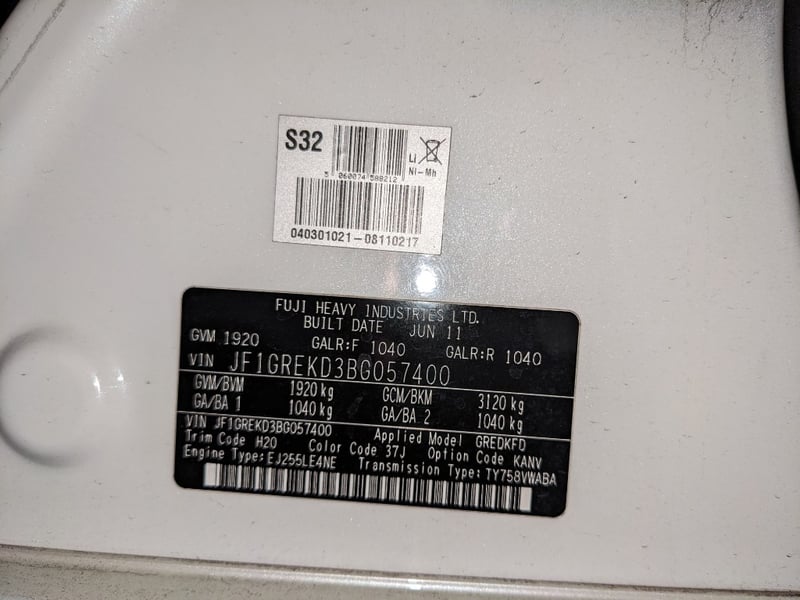 S32
5 060074 588212
Li
Ni-Mh
040301021-08110217
FUJI HEAVY INDUSTRIES LTD.
BUILT DATE JUN 11
GVM 1920 GALR:F 1040 GALR:R 1040
VIN JF1GREKD3BG057400
GVM/BVM 1920 kg GCM/BKM 3120 kg
GA/BA 1 1040 kg GA/BA 2 1040 kg
VIN JF1GREKD3BG057400 Applied Model GREDKFD
Trim Code H20 Color Code 37J Option Code KANV
Engine Type:EJ255LE4NE Transmission Type:TY758VWABA